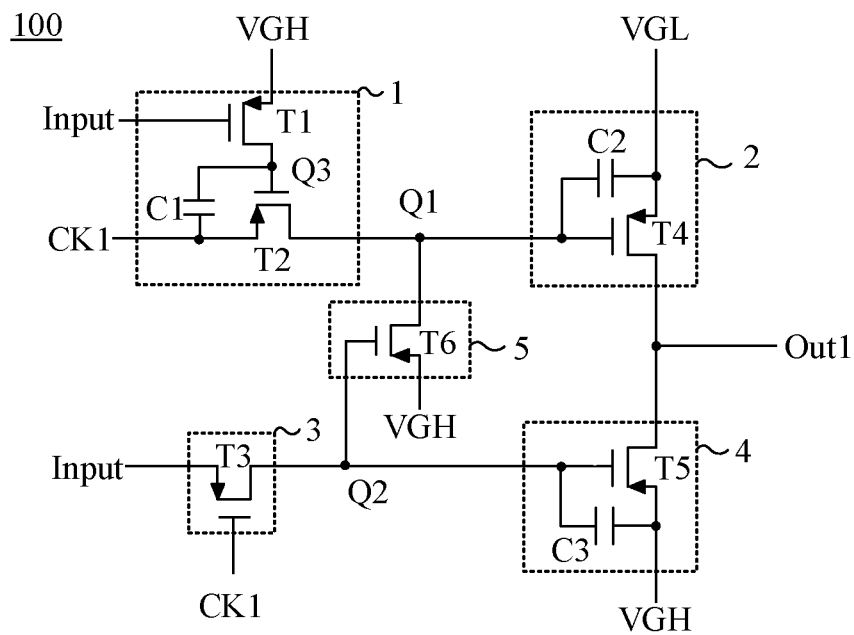 100
VGH
VGL
1
Input
T1
C2
2
Q3
C1
Q1
CK1
T2
T4
T6
5
Out1
VGH
3
T3
4
Input
T5
Q2
C3
CK1
VGH